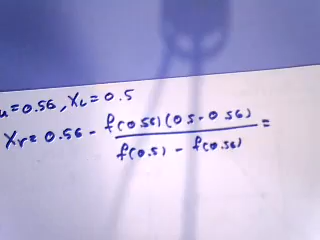 u=0.56, XL=0.5
Xr= 0.56 - f(0.56)(0.5-0.56) =
f(0.5) - f(0.56)